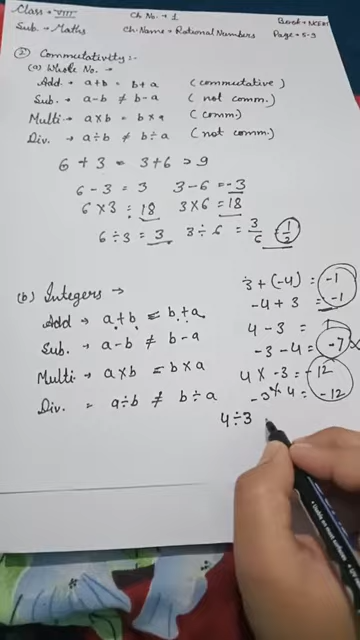 Class → VIII Ch No. → 1 Book → NCERT
Sub. → Maths Ch-Name → Rational Numbers Page → 5-9
② Commutativity :-
(a) Whole No. →
Add. → a+b = b+a (commutative)
Sub. → a-b ≠ b-a (not comm.)
Multi → a×b = b×a (comm.)
Div. → a÷b ≠ b÷a (not comm.)
6 + 3 = 3+6 > 9
6 - 3 = 3 3-6 = -3
6×3 = 18 3×6 = 18
6÷3 = 3 3÷6 = 3/6 = 1/2
(b) Integers →
Add → a+b = b+a
Sub. → a-b ≠ b-a
Multi → a×b = b×a
Div. = a÷b ≠ b÷a
3+(-4) = -1
-4+3 = -1
4-3 = 1
-3-4 = -7
4 × -3 = -12
-3 × 4 = -12
4÷3